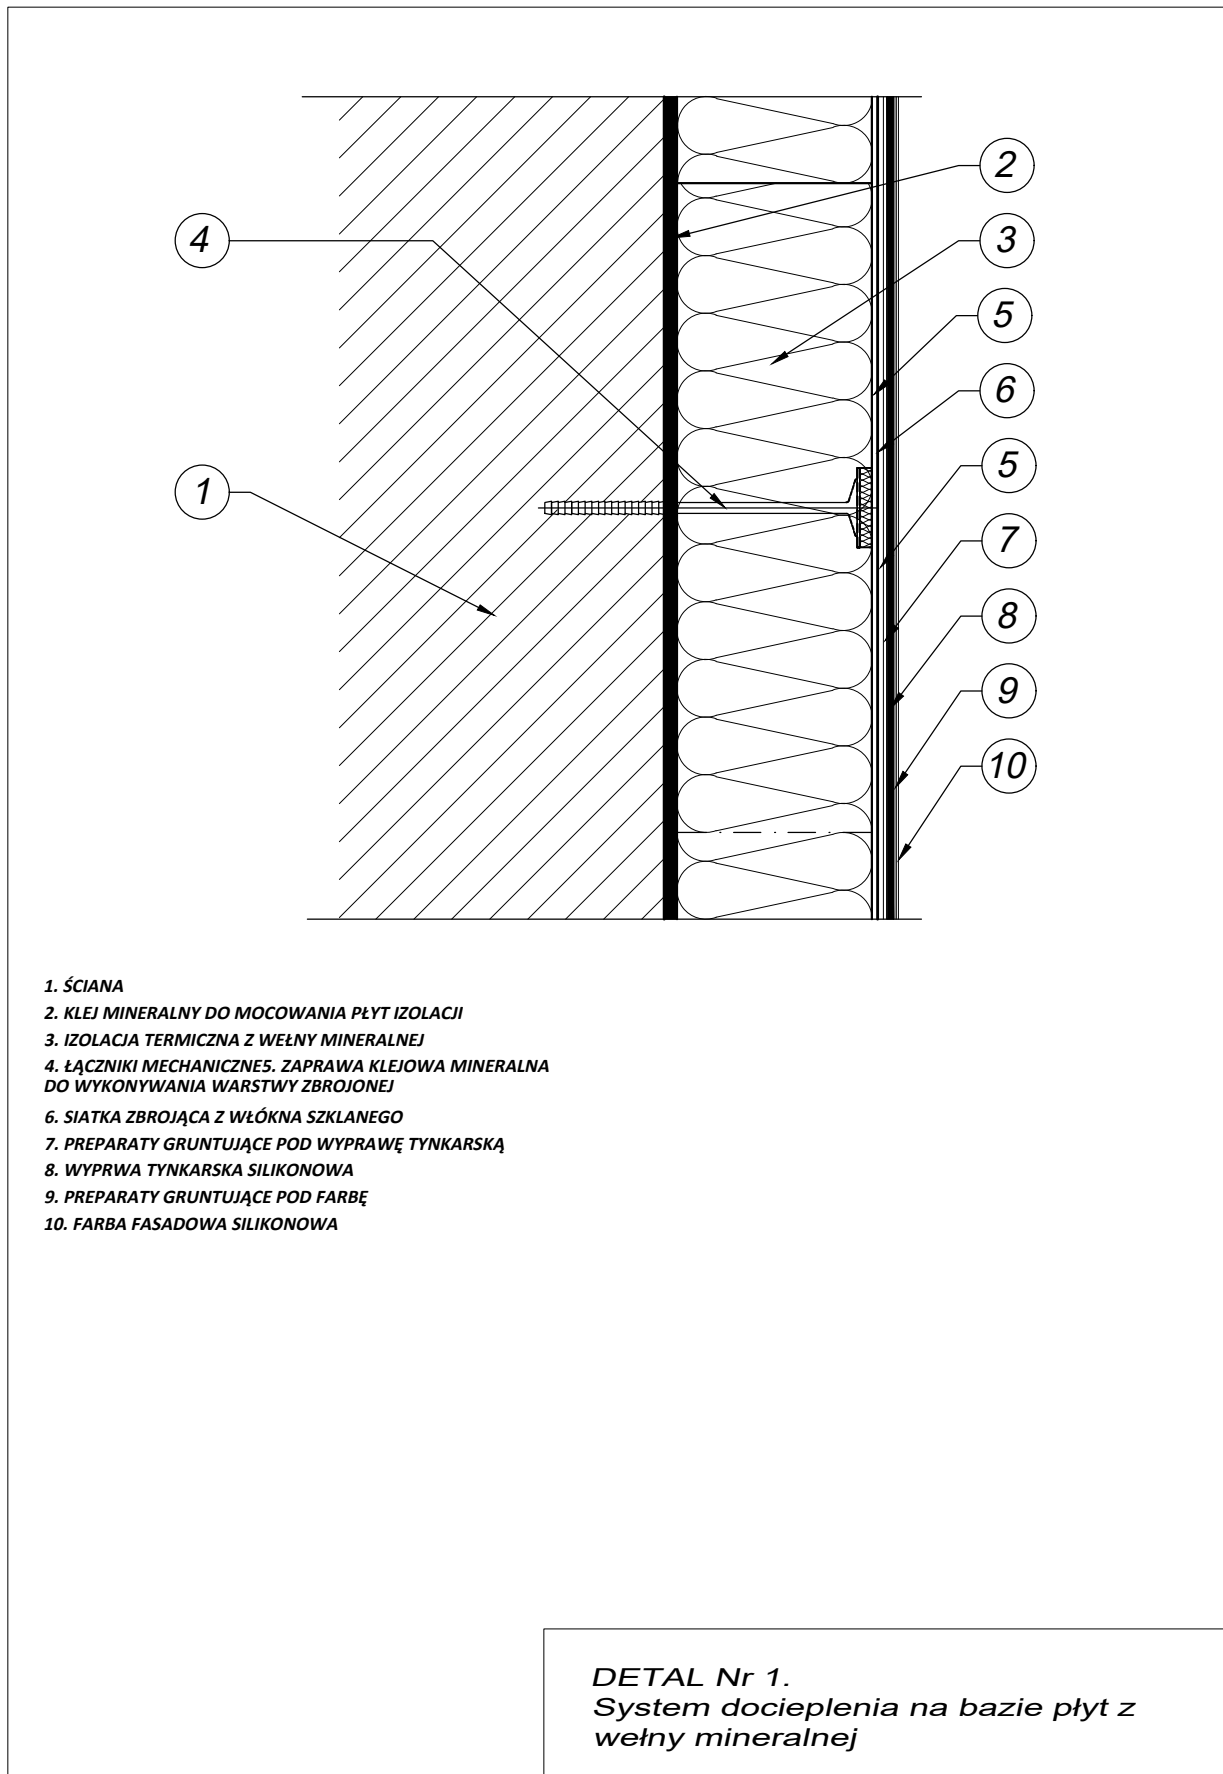 2
4
3
5
6
1
5
7
8
9
10
1. ŚCIANA
2. KLEJ MINERALNY DO MOCOWANIA PŁYT IZOLACJI
3. IZOLACJA TERMICZNA Z WEŁNY MINERALNEJ
4. ŁĄCZNIKI MECHANICZNE5. ZAPRAWA KLEJOWA MINERALNA
DO WYKONYWANIA WARSTWY ZBROJONEJ
6. SIATKA ZBROJĄCA Z WŁÓKNA SZKLANEGO
7. PREPARATY GRUNTUJĄCE POD WYPRAWĘ TYNKARSKĄ
8. WYPRWA TYNKARSKA SILIKONOWA
9. PREPARATY GRUNTUJĄCE POD FARBĘ
10. FARBA FASADOWA SILIKONOWA
DETAL Nr 1.
System docieplenia na bazie płyt z
wełny mineralnej